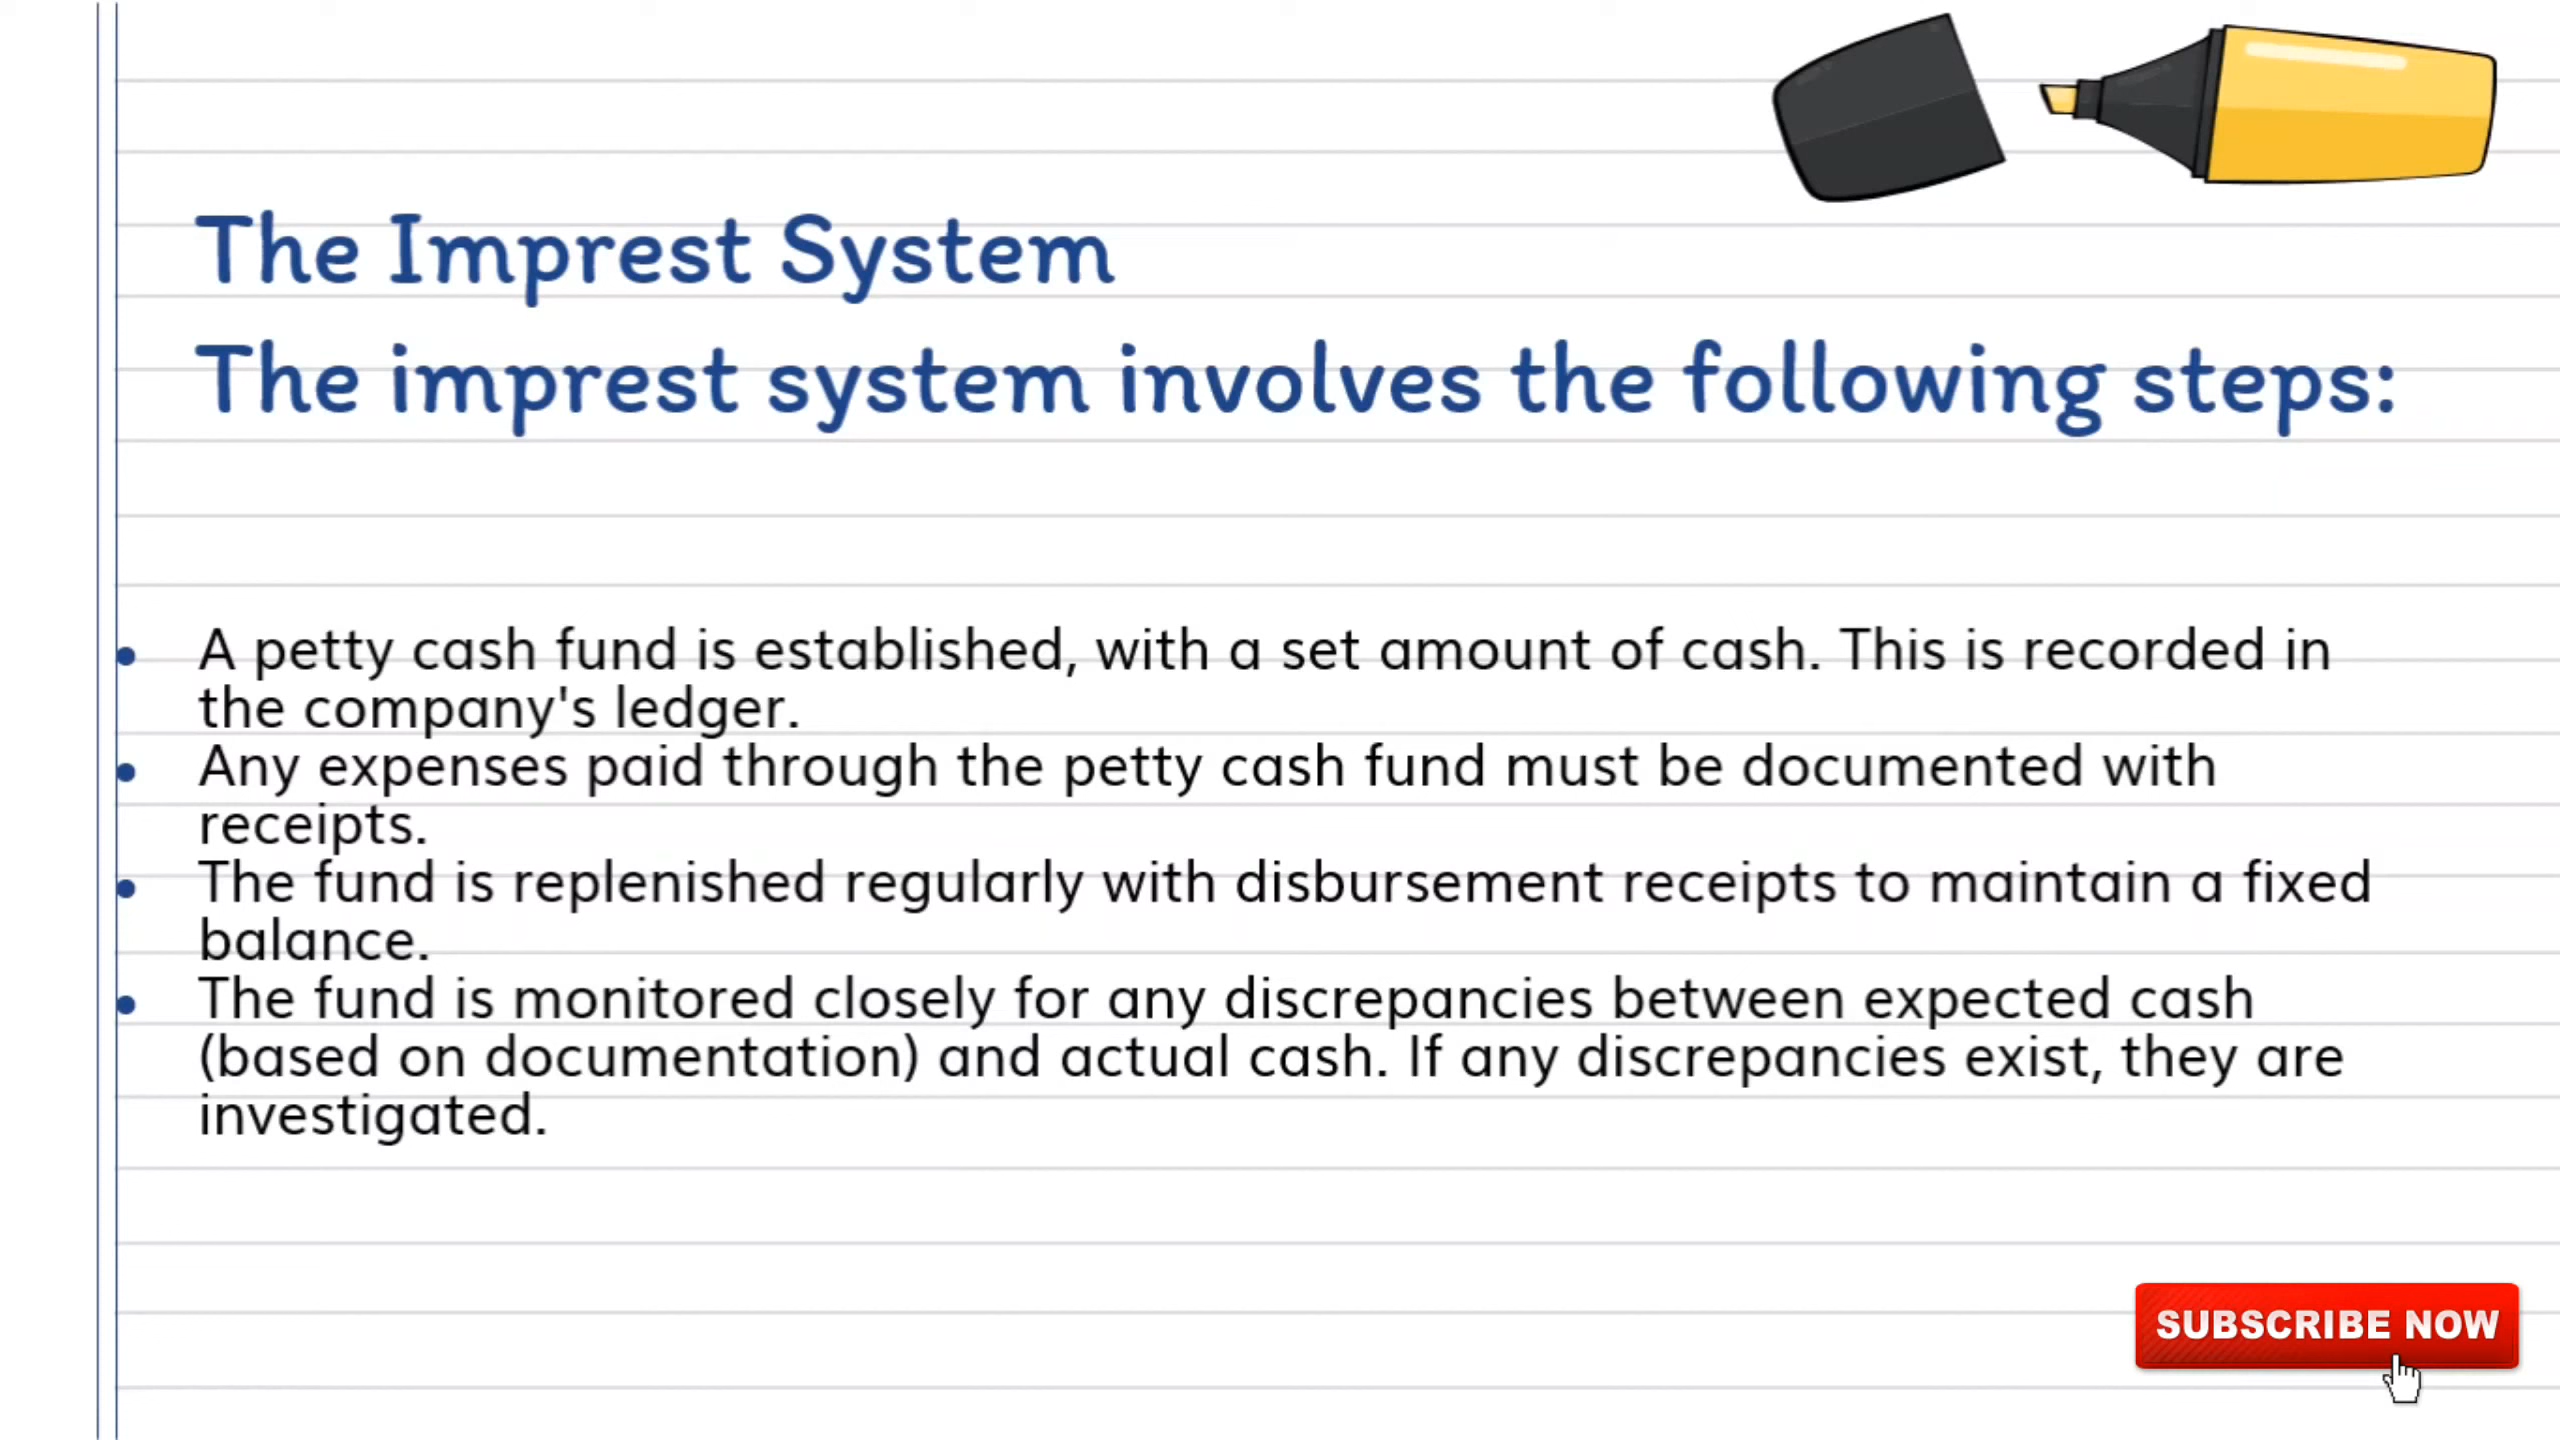 The Imprest System
The imprest system involves the following steps:
• A petty cash fund is established, with a set amount of cash. This is recorded in
the company's ledger.
• Any expenses paid through the petty cash fund must be documented with
receipts.
• The fund is replenished regularly with disbursement receipts to maintain a fixed
balance.
• The fund is monitored closely for any discrepancies between expected cash
(based on documentation) and actual cash. If any discrepancies exist, they are
investigated.
SUBSCRIBE NOW